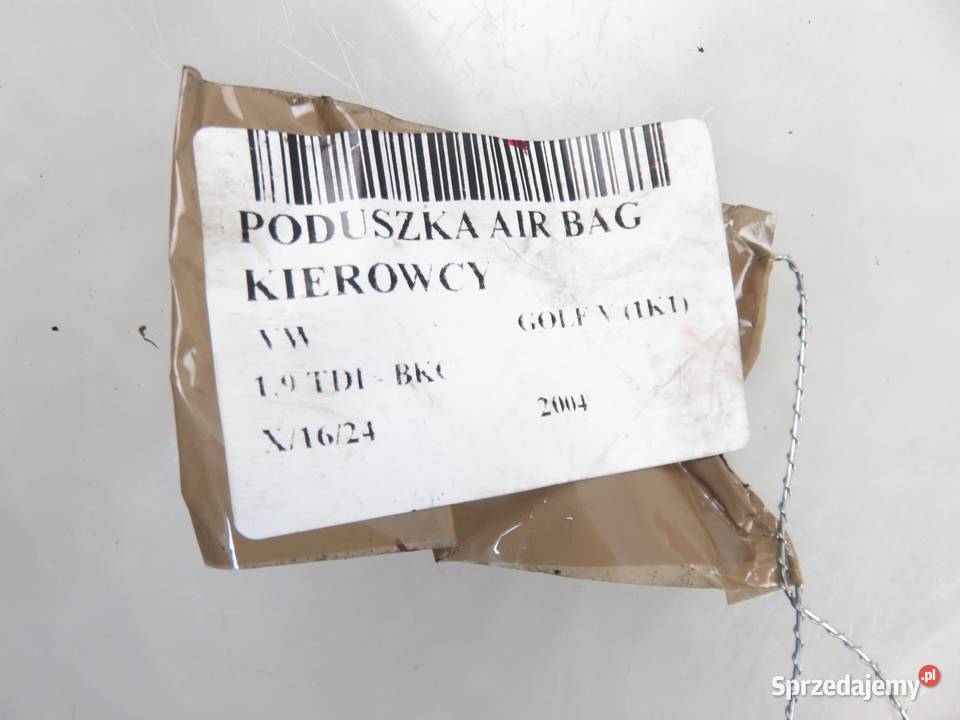 PODUSZKA AIR BAG
KIEROWCY
VW GOLF V (1K1)
1.9 TDI - BKC
X/16/24 2004
Sprzedajemy.pl